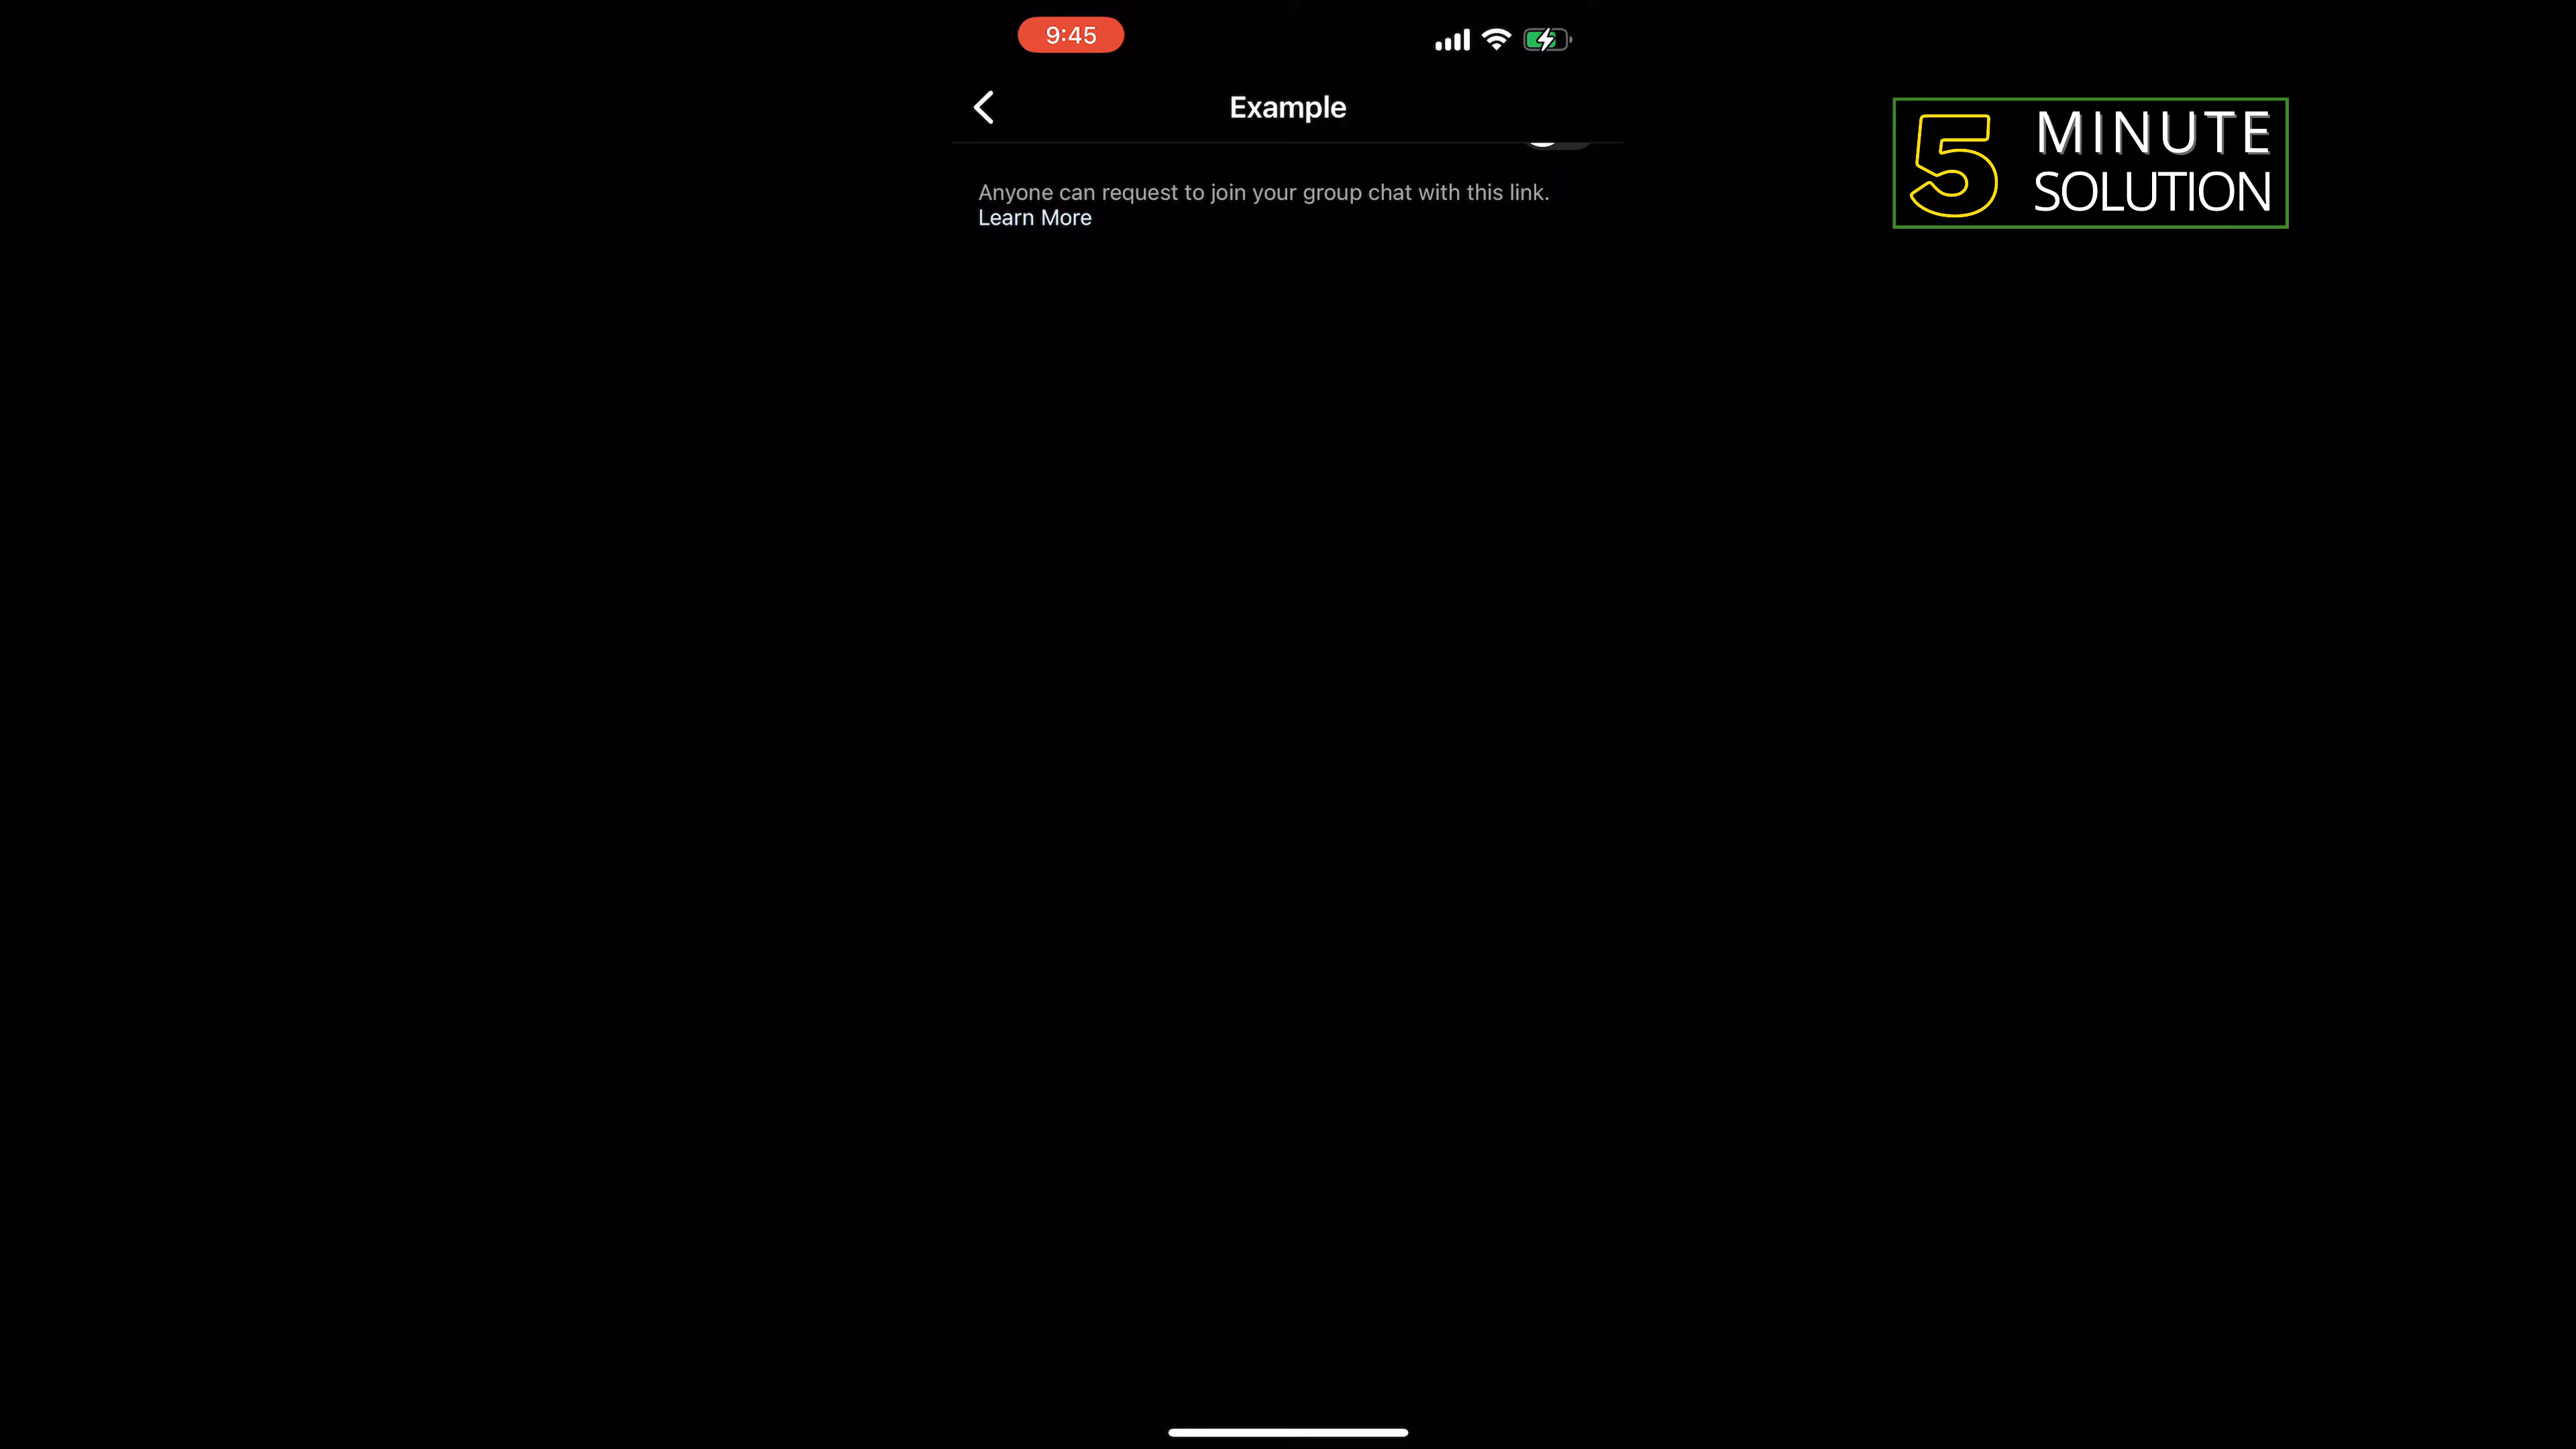 9:45
Example
5 MINUTE
SOLUTION
Anyone can request to join your group chat with this link.
Learn More